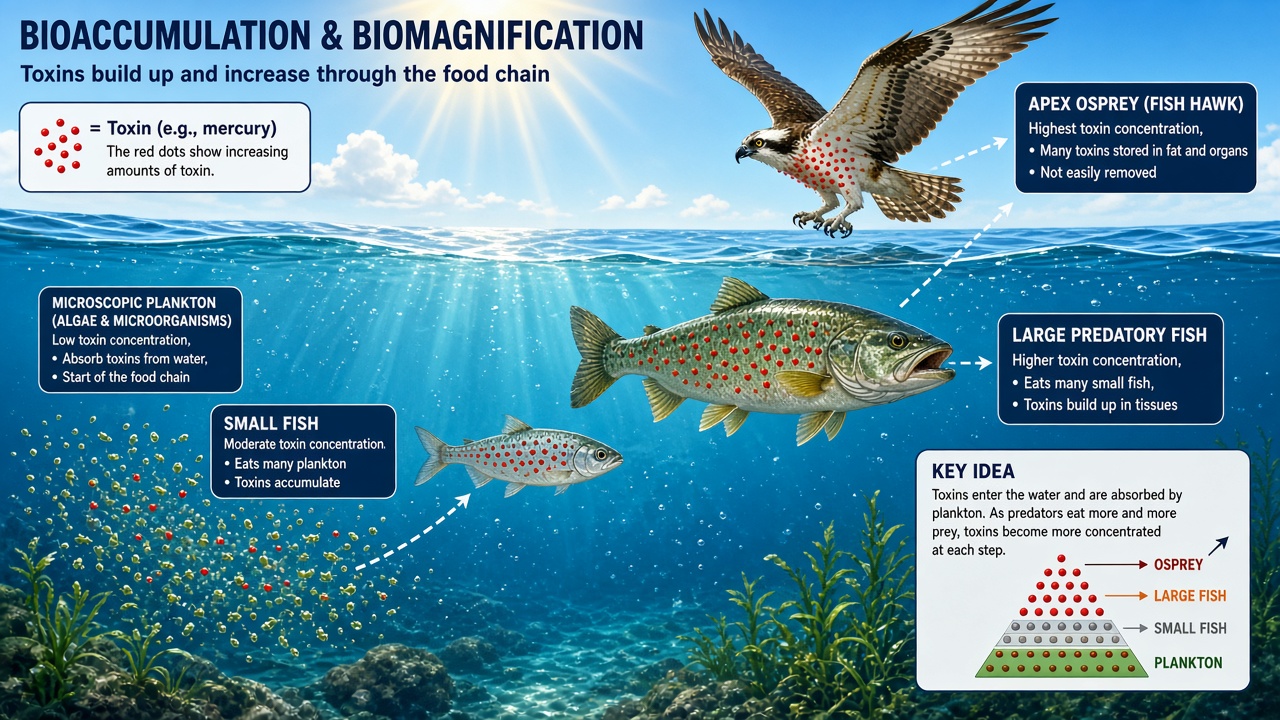 BIOACCUMULATION & BIOMAGNIFICATION
Toxins build up and increase through the food chain
= Toxin (e.g., mercury)
The red dots show increasing
amounts of toxin.
APEX OSPREY (FISH HAWK)
Highest toxin concentration,
• Many toxins stored in fat and organs
• Not easily removed
MICROSCOPIC PLANKTON
(ALGAE & MICROORGANISMS)
Low toxin concentration,
• Absorb toxins from water,
• Start of the food chain
LARGE PREDATORY FISH
Higher toxin concentration,
• Eats many small fish,
• Toxins build up in tissues
SMALL FISH
Moderate toxin concentration.
• Eats many plankton
• Toxins accumulate
KEY IDEA
Toxins enter the water and are absorbed by
plankton. As predators eat more and more
prey, toxins become more concentrated
at each step.
OSPREY
LARGE FISH
SMALL FISH
PLANKTON